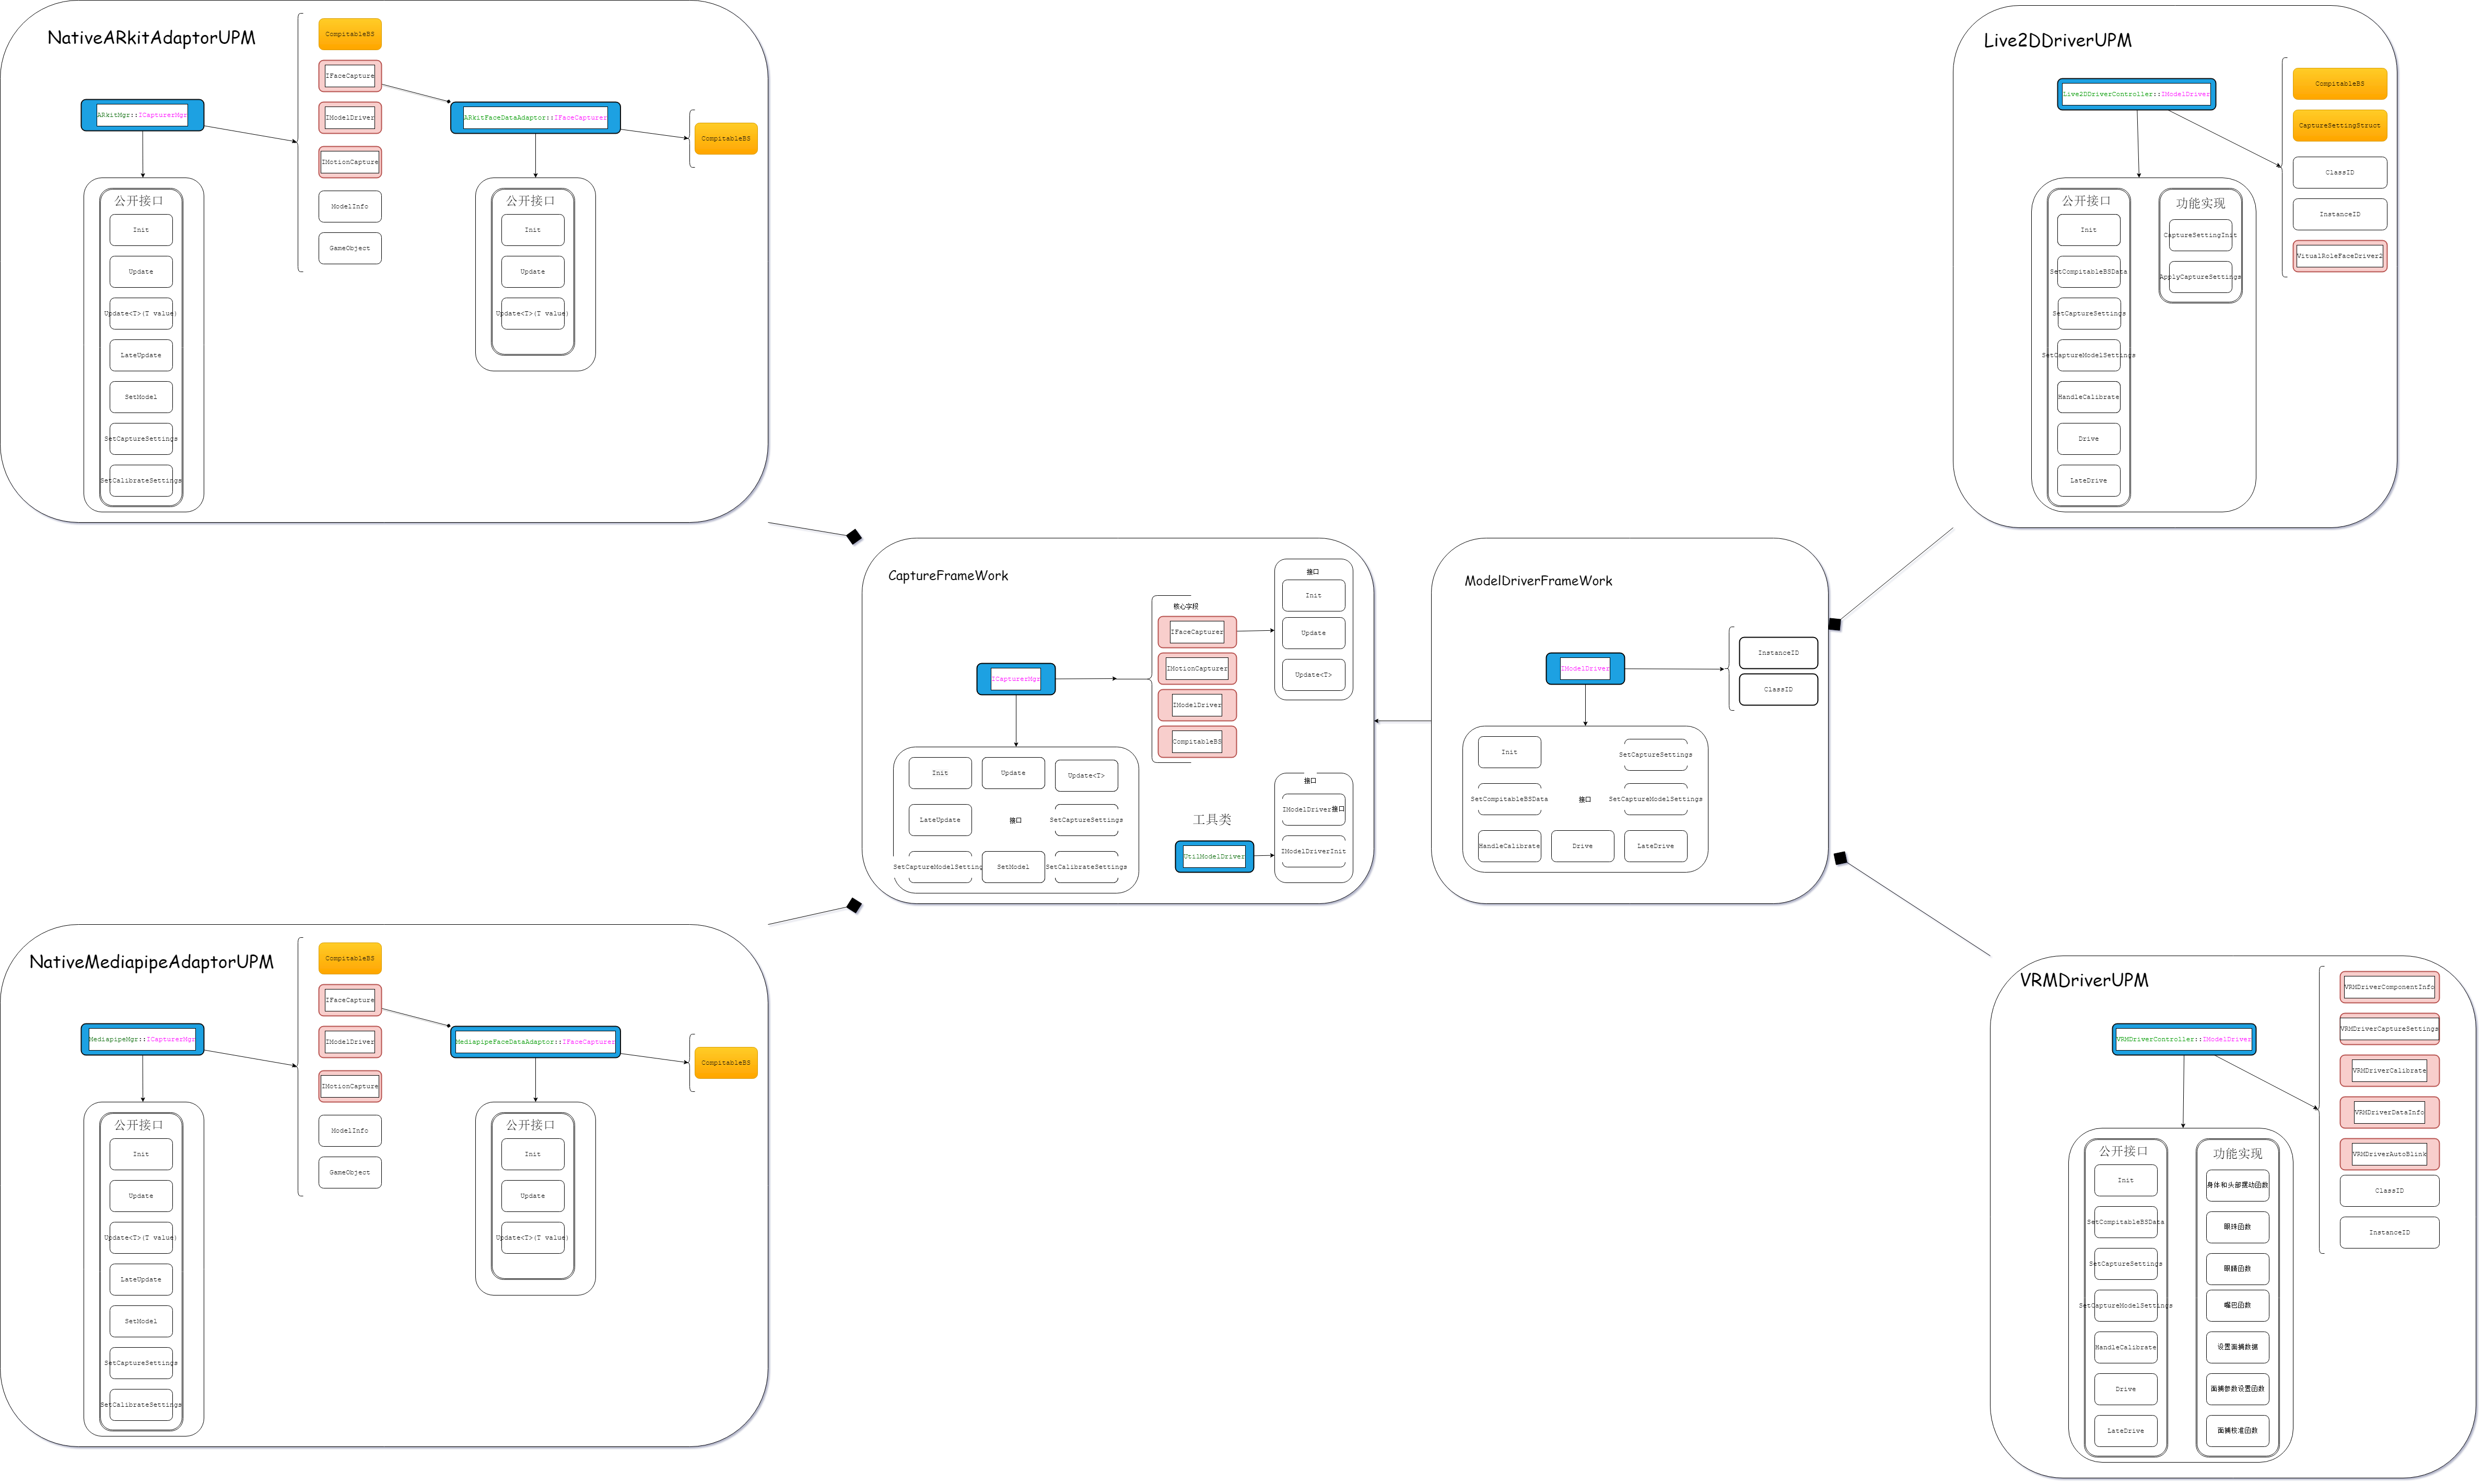 NativeARkitAdaptorUPM
ARkitMgr::ICapturerMgr
公开接口
Init
Update
Update<T>(T value)
LateUpdate
SetModel
SetCaptureSettings
SetCalibrateSettings
CompitableBS
IFaceCapture
IModelDriver
IMotionCapture
ModelInfo
GameObject
ARkitFaceDataAdaptor::IFaceCapturer
公开接口
Init
Update
Update<T>(T value)
CompitableBS
Live2DDriverUPM
Live2DDriverController::IModelDriver
公开接口
Init
SetCompitableBSData
SetCaptureSettings
SetCaptureModelSettings
HandleCalibrate
Drive
LateDrive
功能实现
CaptureSettingInit
ApplyCaptureSettings
CompitableBS
CaptureSettingStruct
ClassID
InstanceID
VitualRoleFaceDriver2
CaptureFrameWork
ICapturerMgr
Init
Update
Update<T>
LateUpdate
接口
SetCaptureSettings
SetCaptureModelSetting
SetModel
SetCalibrateSettings
核心字段
IFaceCapturer
IMotionCapturer
IModelDriver
CompitableBS
接口
Init
Update
Update<T>
工具类
UtilModelDriver
接口
IModelDriver接口
IModelDriverInit
ModelDriverFrameWork
IModelDriver
InstanceID
ClassID
Init
SetCaptureSettings
SetCompitableBSData
接口
SetCaptureModelSettings
HandleCalibrate
Drive
LateDrive
NativeMediapipeAdaptorUPM
MediapipeMgr::ICapturerMgr
公开接口
Init
Update
Update<T>(T value)
LateUpdate
SetModel
SetCaptureSettings
SetCalibrateSettings
CompitableBS
IFaceCapture
IModelDriver
IMotionCapture
ModelInfo
GameObject
MediapipeFaceDataAdaptor::IFaceCapturer
公开接口
Init
Update
Update<T>(T value)
CompitableBS
VRMDriverUPM
VRMDriverController::IModelDriver
公开接口
Init
SetCompitableBSData
SetCaptureSettings
SetCaptureModelSettings
HandleCalibrate
Drive
LateDrive
功能实现
身体和头部摆动函数
眼珠函数
眼睛函数
嘴巴函数
设置面捕数据
面捕参数设置函数
面捕校准函数
VRMDriverComponentInfo
VRMDriverCaptureSettings
VRMDriverCalibrate
VRMDriverDataInfo
VRMDriverAutoBlink
ClassID
InstanceID